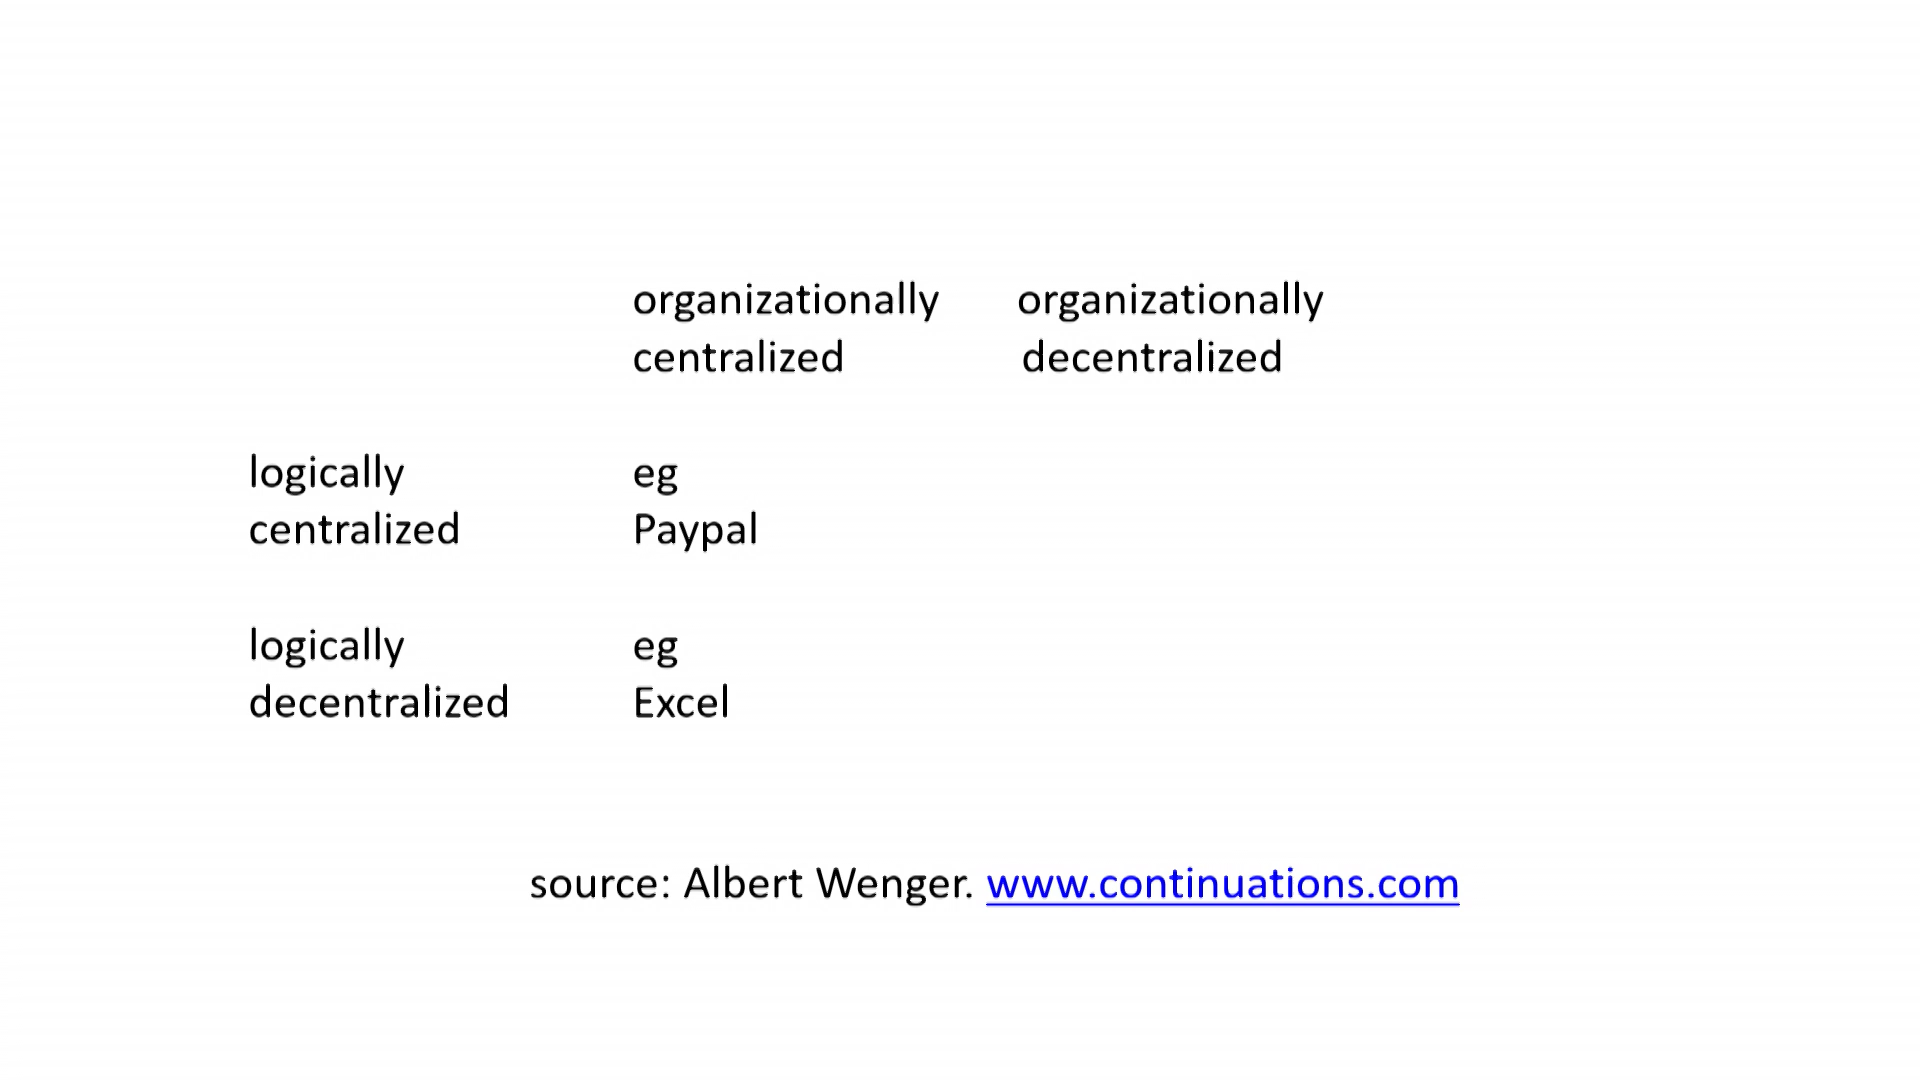 organizationally organizationally
centralized decentralized
logically eg
centralized Paypal
logically eg
decentralized Excel
source: Albert Wenger. www.continuations.com